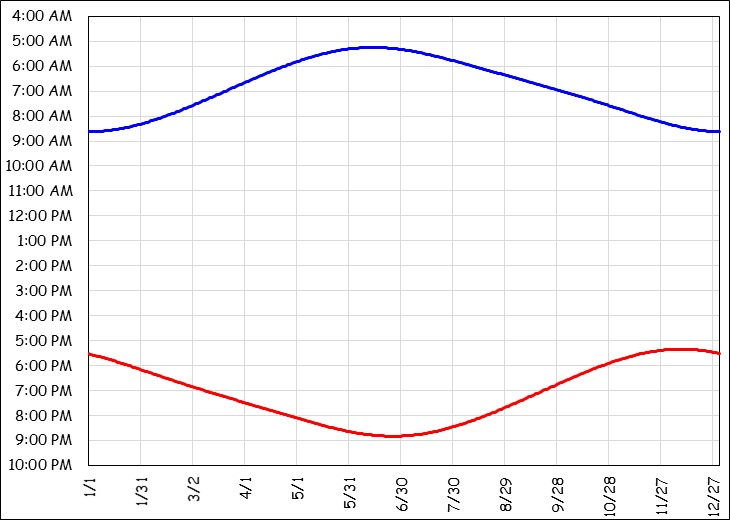 4:00 AM
5:00 AM
6:00 AM
7:00 AM
8:00 AM
9:00 AM
10:00 AM
11:00 AM
12:00 PM
1:00 PM
2:00 PM
3:00 PM
4:00 PM
5:00 PM
6:00 PM
7:00 PM
8:00 PM
9:00 PM
10:00 PM
1/1
1/31
3/2
4/1
5/1
5/31
6/30
7/30
8/29
9/28
10/28
11/27
12/27